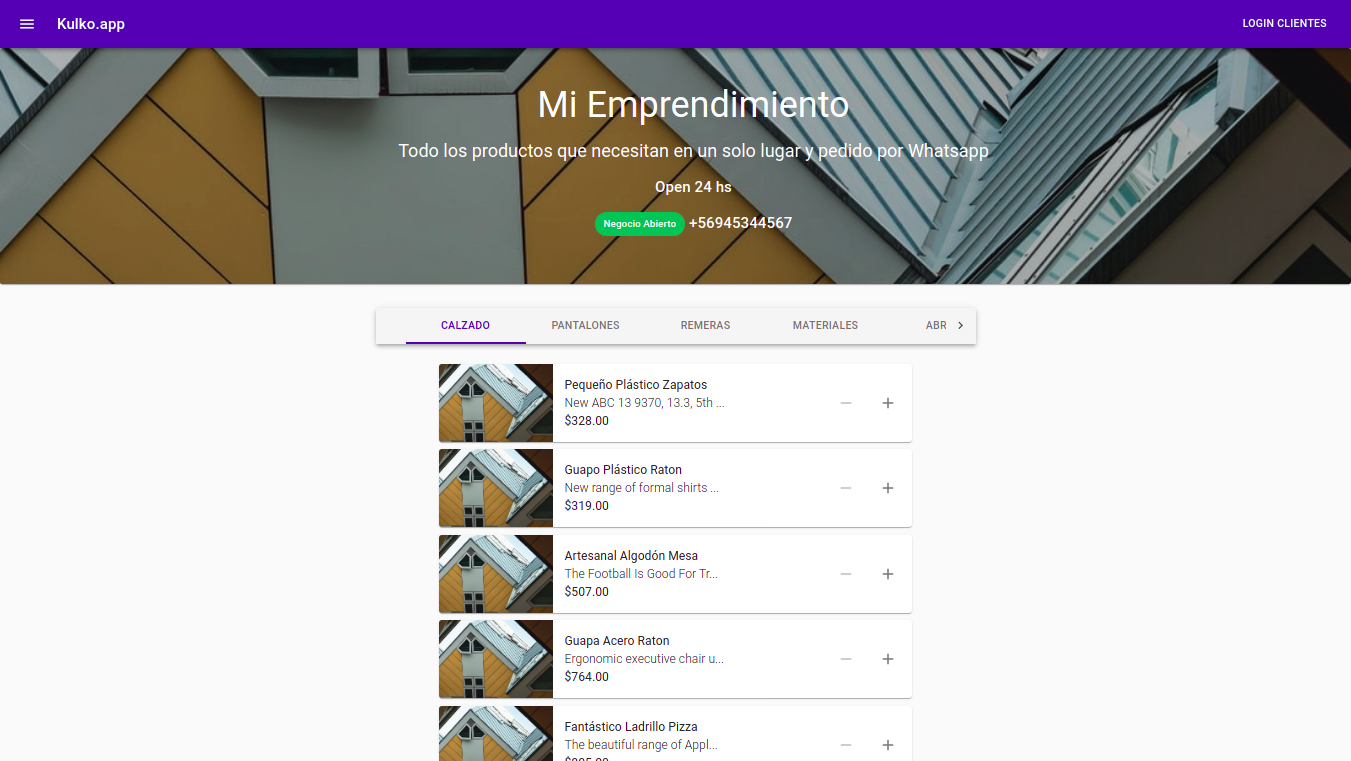 Kulko.app
LOGIN CLIENTES
Mi Emprendimiento
Todo los productos que necesitan en un solo lugar y pedido por Whatsapp
Open 24 hs
Negocio Abierto +56945344567
CALZADO PANTALONES REMERAS MATERIALES ABR
Pequeño Plástico Zapatos
New ABC 13 9370, 13.3, 5th ...
$328.00
Guapo Plástico Raton
New range of formal shirts ...
$319.00
Artesanal Algodón Mesa
The Football Is Good For Tr...
$507.00
Guapa Acero Raton
Ergonomic executive chair u...
$764.00
Fantástico Ladrillo Pizza
The beautiful range of Appl...